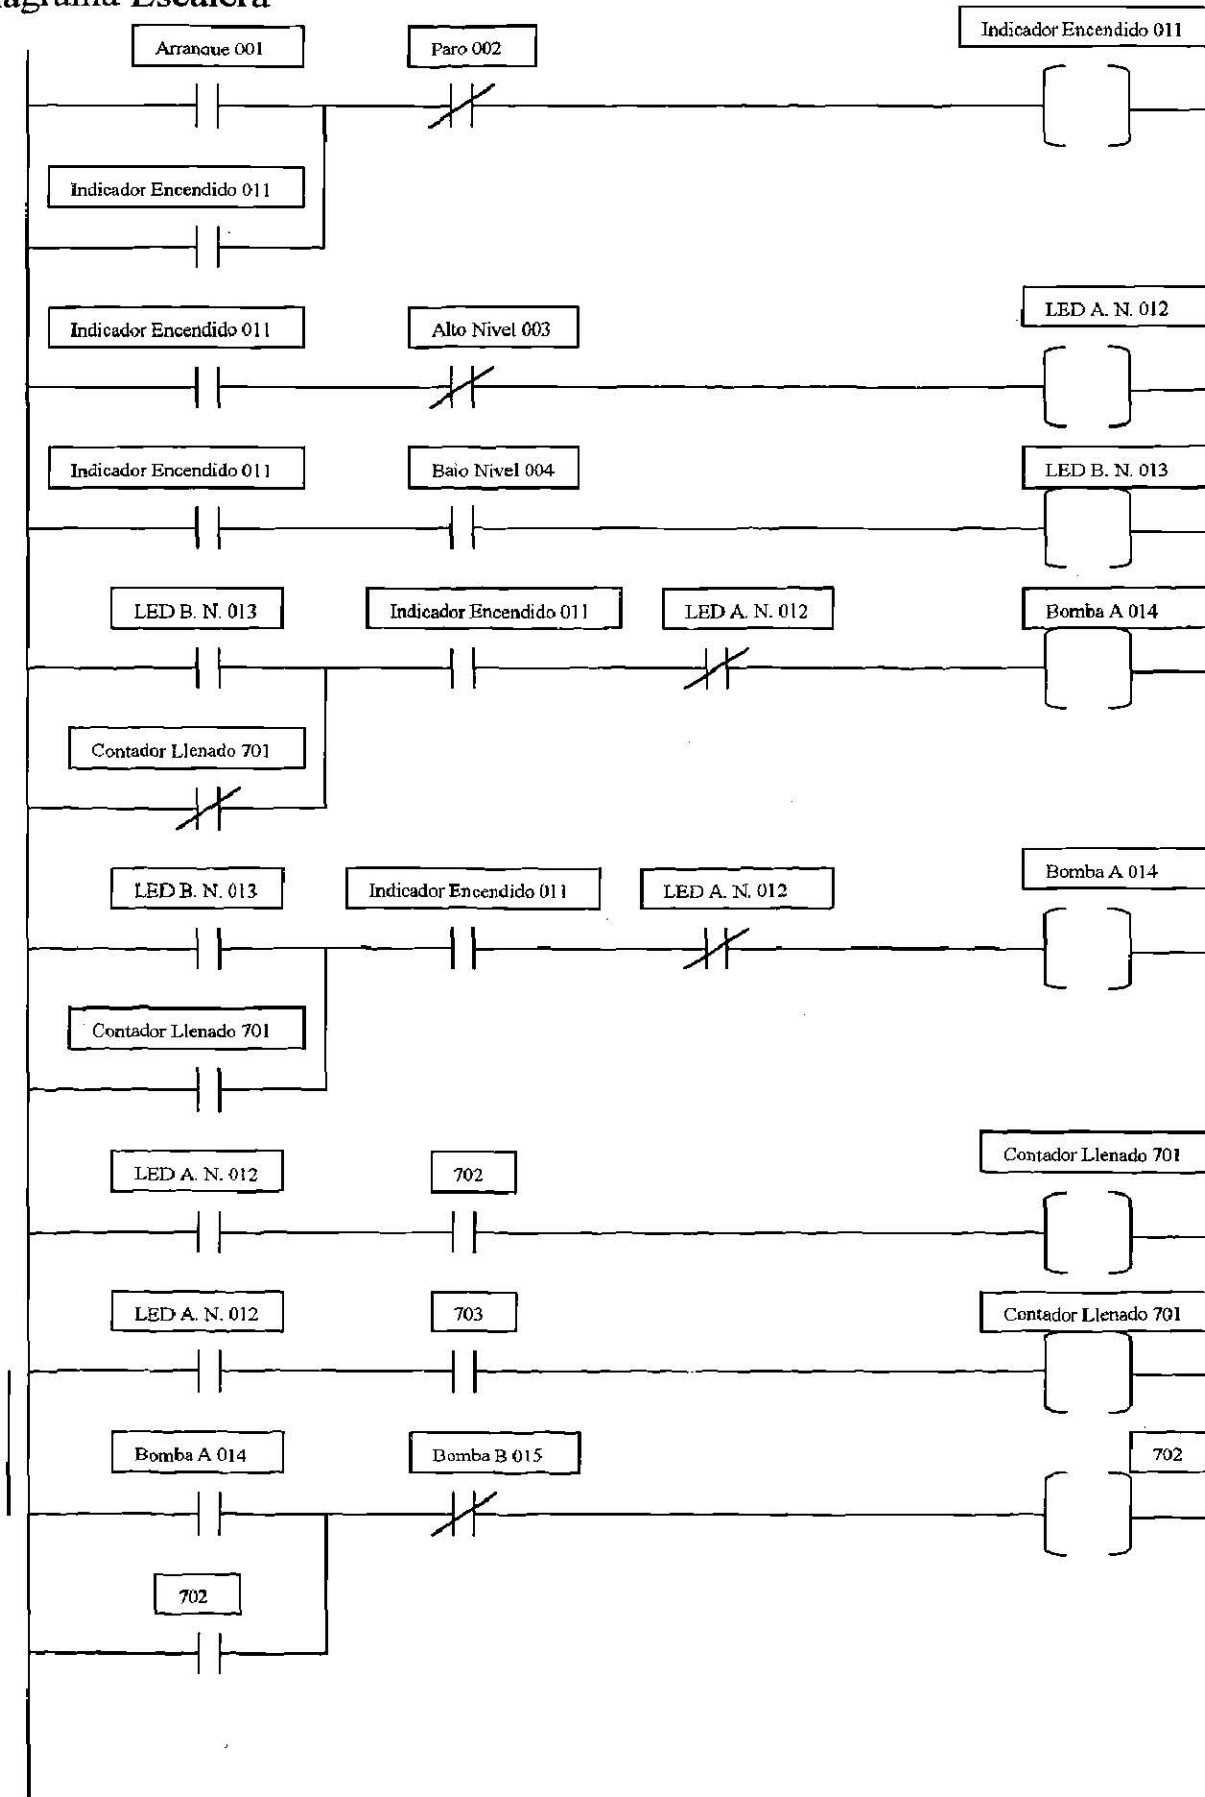 Escalera
Indicador Encendido 011
Arranque 001
Paro 002
Indicador Encendido 011
LED A. N. 012
Indicador Encendido 011
Alto Nivel 003
Indicador Encendido 011
Bajo Nivel 004
LED B. N. 013
LED B. N. 013
Indicador Encendido 011
LED A. N. 012
Bomba A 014
Contador Llenado 701
LED B. N. 013
Indicador Encendido 011
LED A. N. 012
Bomba A 014
Contador Llenado 701
LED A. N. 012
702
Contador Llenado 701
LED A. N. 012
703
Contador Llenado 701
Bomba A 014
Bomba B 015
702
702